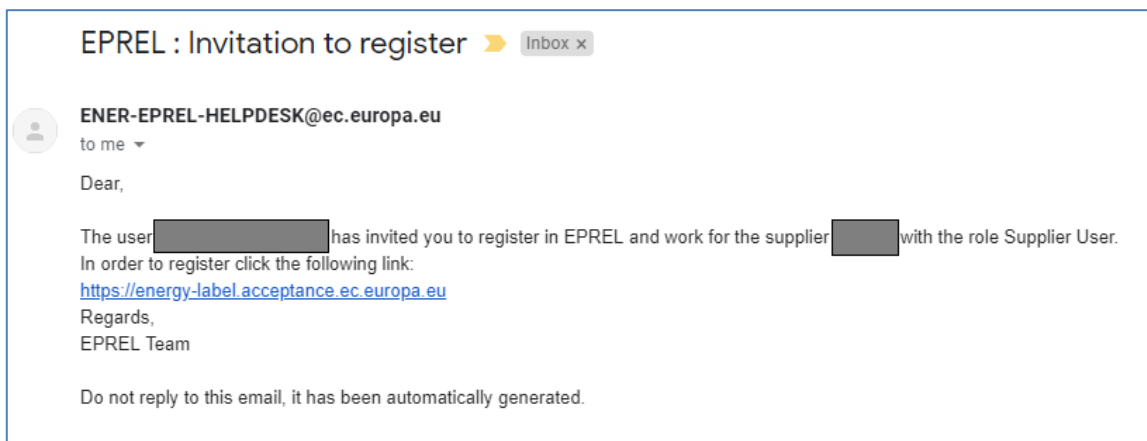 EPREL : Invitation to register Inbox x
ENER-EPREL-HELPDESK@ec.europa.eu
to me
Dear,
The user has invited you to register in EPREL and work for the supplier with the role Supplier User.
In order to register click the following link:
https://energy-label.acceptance.ec.europa.eu
Regards,
EPREL Team
Do not reply to this email, it has been automatically generated.